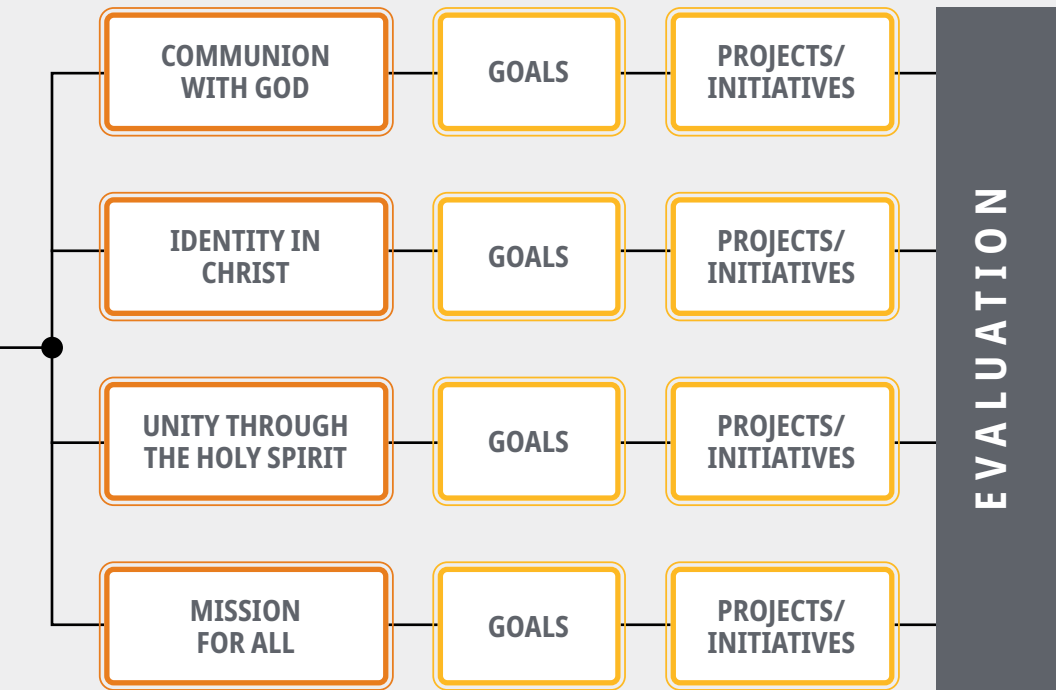 COMMUNION
WITH GOD
GOALS
PROJECTS/
INITIATIVES
IDENTITY IN
CHRIST
GOALS
PROJECTS/
INITIATIVES
UNITY THROUGH
THE HOLY SPIRIT
GOALS
PROJECTS/
INITIATIVES
MISSION
FOR ALL
GOALS
PROJECTS/
INITIATIVES
EVALUATION